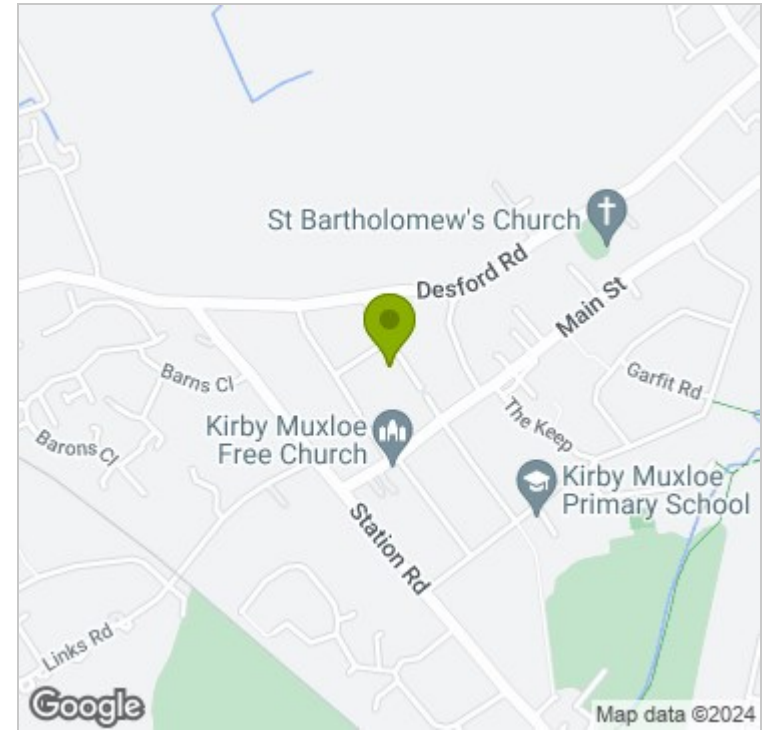 St Bartholomew's Church
Desford Rd
Main St
Barns Cl
Garfit Rd
Kirby Muxloe
Free Church
The Keep
Barons Cl
Kirby Muxloe
Primary School
Station Rd
Links Rd
Google
Map data ©2024